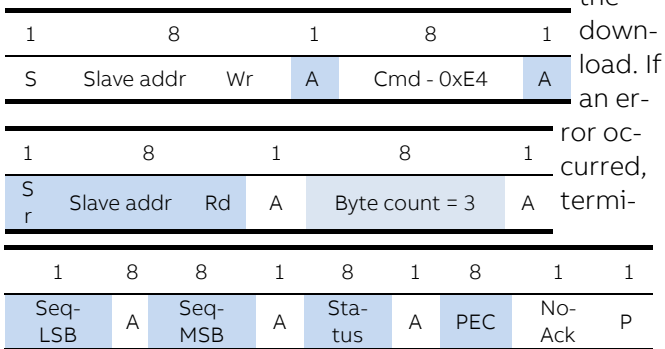 the
down-
load. If
an er-
ror oc-
curred,
termi-
1 8 1 8 1
S Slave addr Wr A Cmd - 0xE4 A
1 8 1 8 1
S
r Slave addr Rd A Byte count = 3 A
1 8 8 1 8 1 8 1 1
Seq-
LSB A Seq-
MSB A Sta-
tus A PEC No-
Ack P